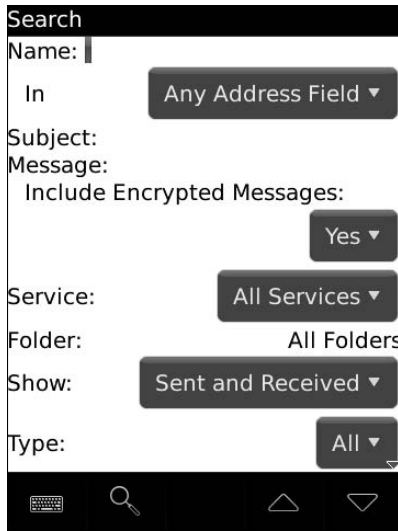 Search
Name:
In Any Address Field
Subject:
Message:
Include Encrypted Messages:
Yes
Service: All Services
Folder: All Folders
Show: Sent and Received
Type: All